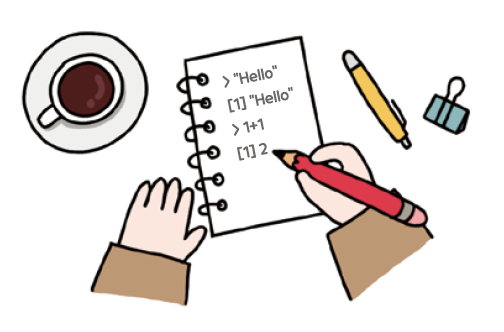 > "Hello"
[1] "Hello"
> 1+1
[1] 2